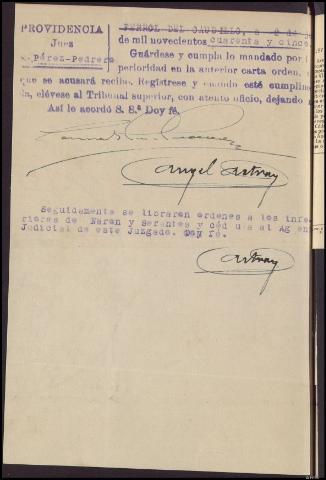 PROVIDENCIA
Juez
-Pérez-Pedrero
FERROL DEL CAUDILLO, a
de mil novecientos cuarenta y cinco
Guárdese y cumpla lo mandado por
perioridad en la anterior carta orden,
que se acusará recibo. Regístrese y cuando esté cumplim
elévese al Tribunal superior, con atento oficio, dejando
Así lo acordó S. S.ª Doy fé.
Angel Astray
Seguidamente se libraron ordenes a los infe
riores de Naron y Serantes y céd ula al Ag en
Judicial de este Juzgado. Doy fé.
Astray